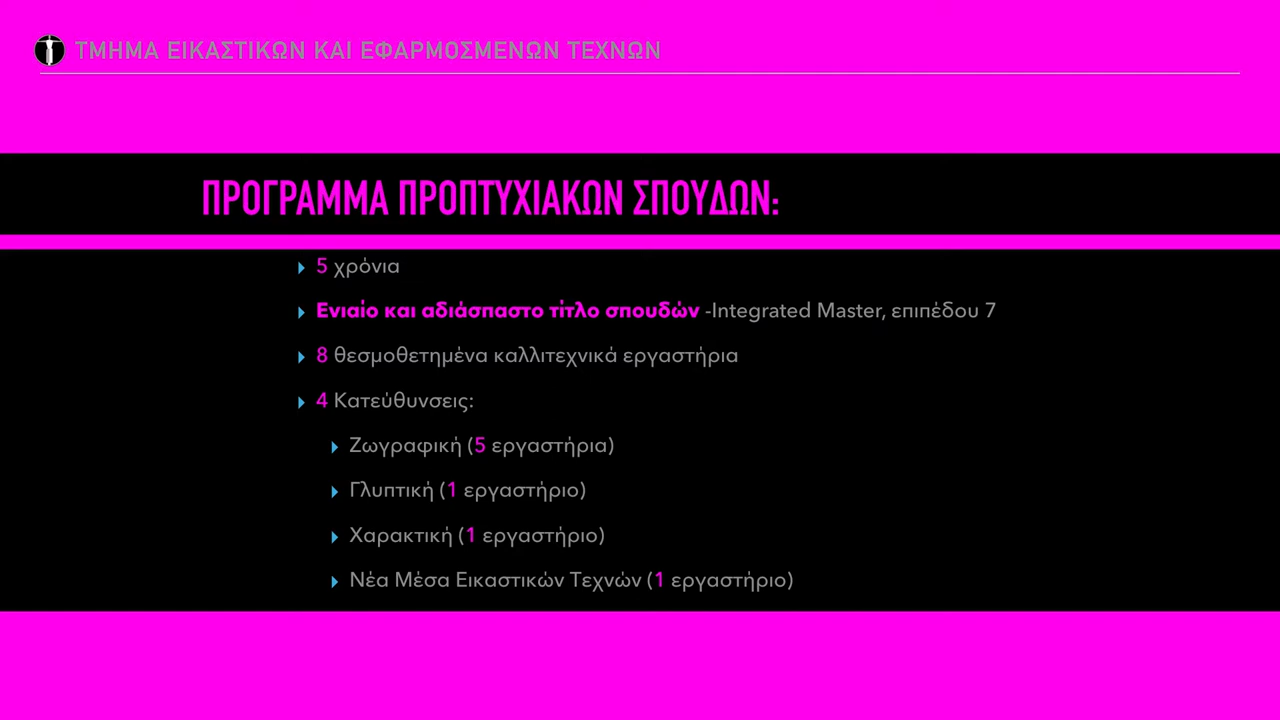 ΤΜΗΜΑ ΕΙΚΑΣΤΙΚΩΝ ΚΑΙ ΕΦΑΡΜΟΣΜΕΝΩΝ ΤΕΧΝΩΝ
ΠΡΟΓΡΑΜΜΑ ΠΡΟΠΤΥΧΙΑΚΩΝ ΣΠΟΥΔΩΝ:
5 χρόνια
Ενιαίο και αδιάσπαστο τίτλο σπουδών -Integrated Master, επιπέδου 7
8 θεσμοθετημένα καλλιτεχνικά εργαστήρια
4 Κατεύθυνσεις:
Ζωγραφική (5 εργαστήρια)
Γλυπτική (1 εργαστήριο)
Χαρακτική (1 εργαστήριο)
Νέα Μέσα Εικαστικών Τεχνών (1 εργαστήριο)